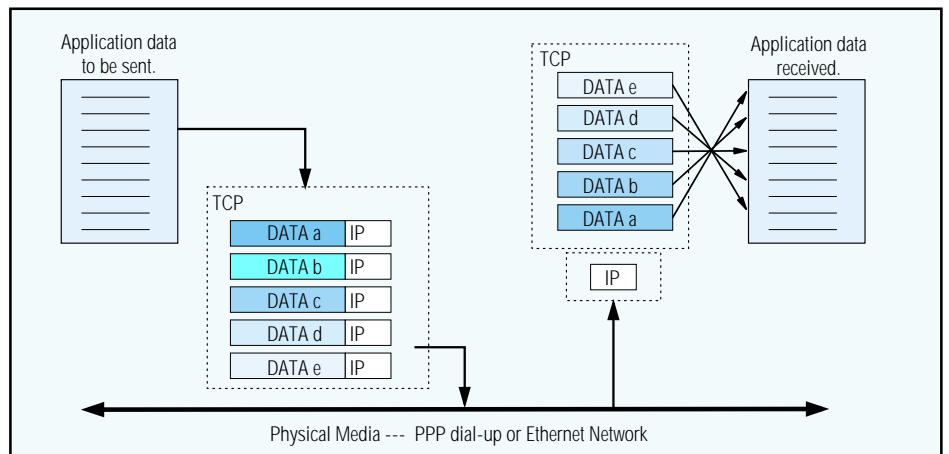 Application data
to be sent.
TCP
DATA a IP
DATA b IP
DATA c IP
DATA d IP
DATA e IP
TCP
DATA e
DATA d
DATA c
DATA b
DATA a
IP
Application data
received.
Physical Media --- PPP dial-up or Ethernet Network